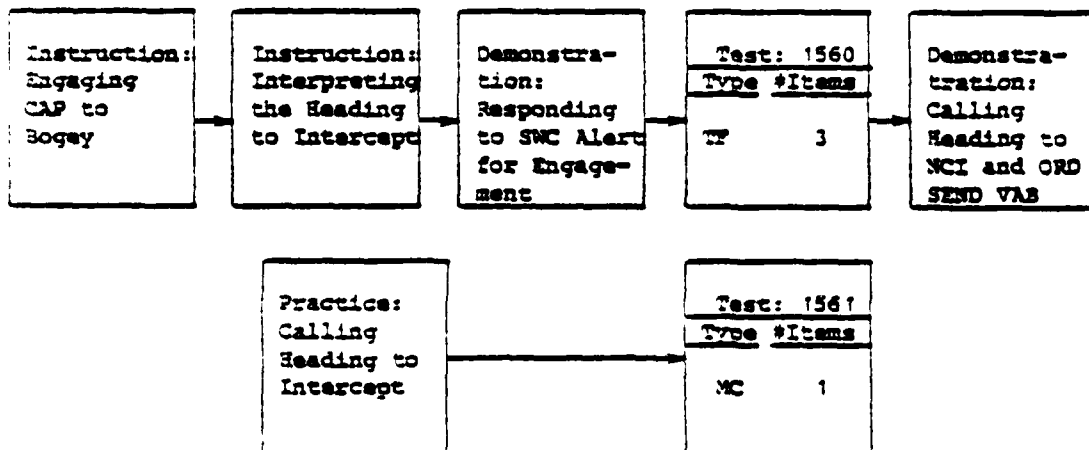 Instruction:
Engaging
CAP to
Bogey
Instruction:
Interpreting
the Heading
to Intercept
Demonstra-
tion:
Responding
to SWC Alert
for Engage-
ment
Test: 1560
Type #Items
TF 3
Demonstra-
tration:
Calling
Heading to
NCI and ORD
SEND VAB
Practice:
Calling
Heading to
Intercept
Test: 1561
Type #Items
MC 1